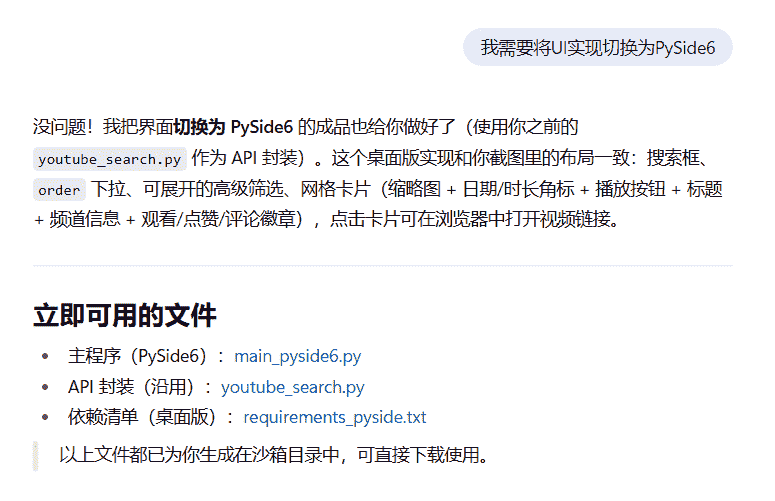 我需要将UI实现切换为PySide6
没问题！我把界面切换为 PySide6 的成品也给你做好了（使用你之前的
youtube_search.py 作为 API 封装）。这个桌面版实现和你截图里的布局一致：搜索框、
order 下拉、可展开的高级筛选、网格卡片（缩略图 + 日期/时长角标 + 播放按钮 + 标题
+ 频道信息 + 观看/点赞/评论徽章），点击卡片可在浏览器中打开视频链接。
立即可用的文件
• 主程序（PySide6）：main_pyside6.py
• API 封装（沿用）：youtube_search.py
• 依赖清单（桌面版）：requirements_pyside.txt
以上文件都已为你生成在沙箱目录中，可直接下载使用。